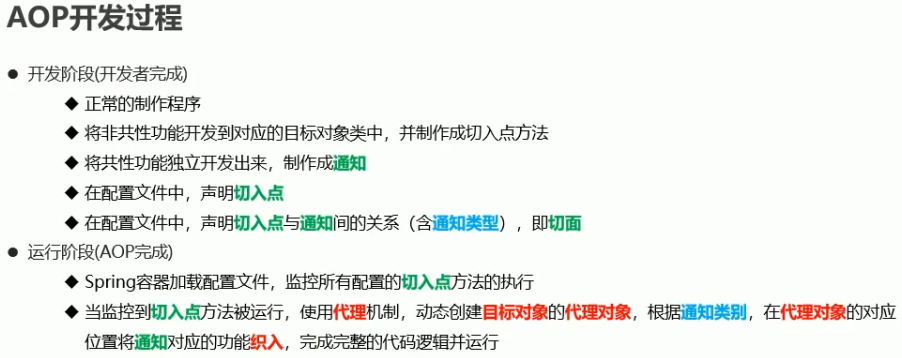 AOP开发过程
● 开发阶段(开发者完成)
◆ 正常的制作程序
◆ 将非共性功能开发到对应的目标对象类中，并制作成切入点方法
◆ 将共性功能独立开发出来，制作成通知
◆ 在配置文件中，声明切入点
◆ 在配置文件中，声明切入点与通知间的关系（含通知类型），即切面
● 运行阶段(AOP完成)
◆ Spring容器加载配置文件，监控所有配置的切入点方法的执行
◆ 当监控到切入点方法被运行，使用代理机制，动态创建目标对象的代理对象，根据通知类别，在代理对象的对应
位置将通知对应的功能织入，完成完整的代码逻辑并运行